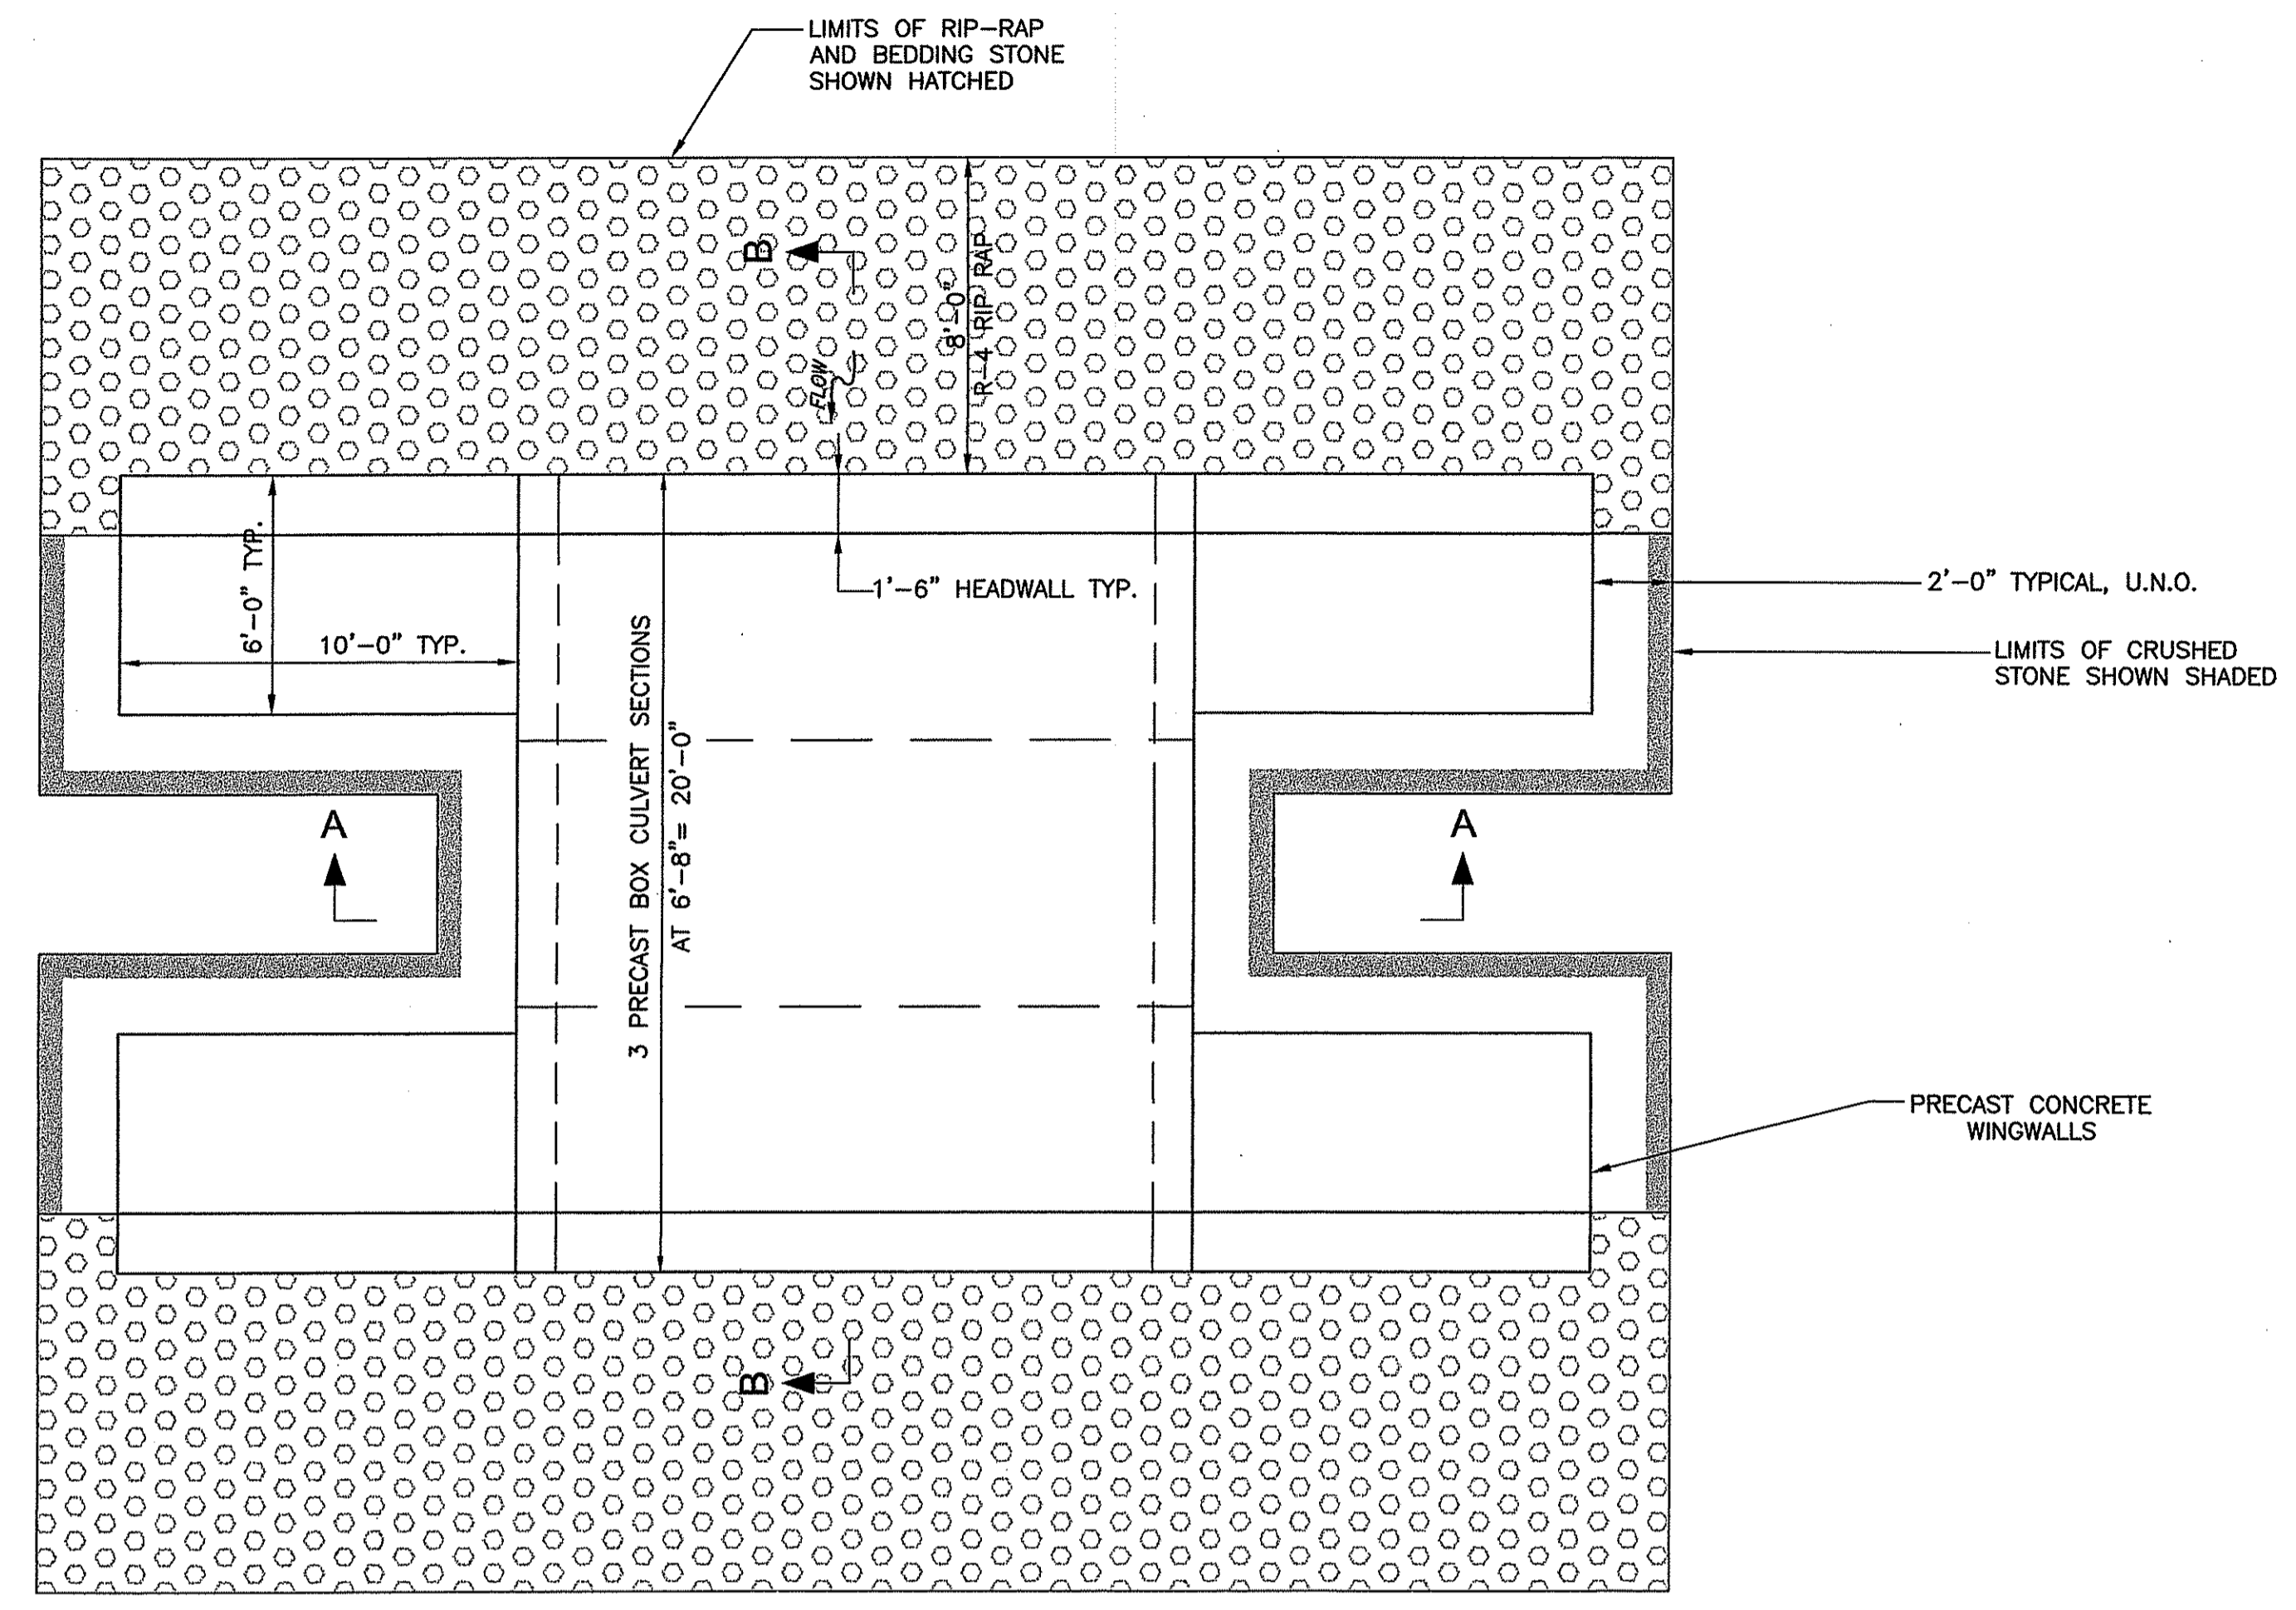 LIMITS OF RIP-RAP
AND BEDDING STONE
SHOWN HATCHED
B
8'-0"
R-4 RIP RAP
FLOW
6'-0" TYP.
10'-0" TYP.
1'-6" HEADWALL TYP.
2'-0" TYPICAL, U.N.O.
LIMITS OF CRUSHED
STONE SHOWN SHADED
3 PRECAST BOX CULVERT SECTIONS
AT 6'-8"= 20'-0"
A
A
PRECAST CONCRETE
WINGWALLS
B